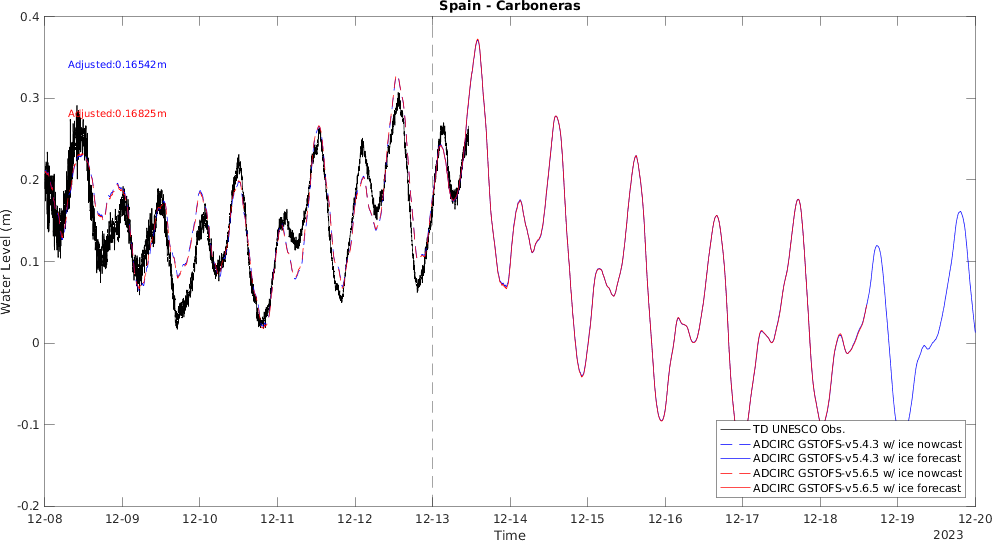 Spain - Carboneras
0.4
0.3
0.2
0.1
0
-0.1
-0.2
Water Level (m)
Adjusted:0.16542m
Adjusted:0.16825m
TD UNESCO Obs.
ADCIRC GSTOFS-v5.4.3 w/ ice nowcast
ADCIRC GSTOFS-v5.4.3 w/ ice forecast
ADCIRC GSTOFS-v5.6.5 w/ ice nowcast
ADCIRC GSTOFS-v5.6.5 w/ ice forecast
12-08 12-09 12-10 12-11 12-12 12-13 12-14 12-15 12-16 12-17 12-18 12-19 12-20
Time
2023